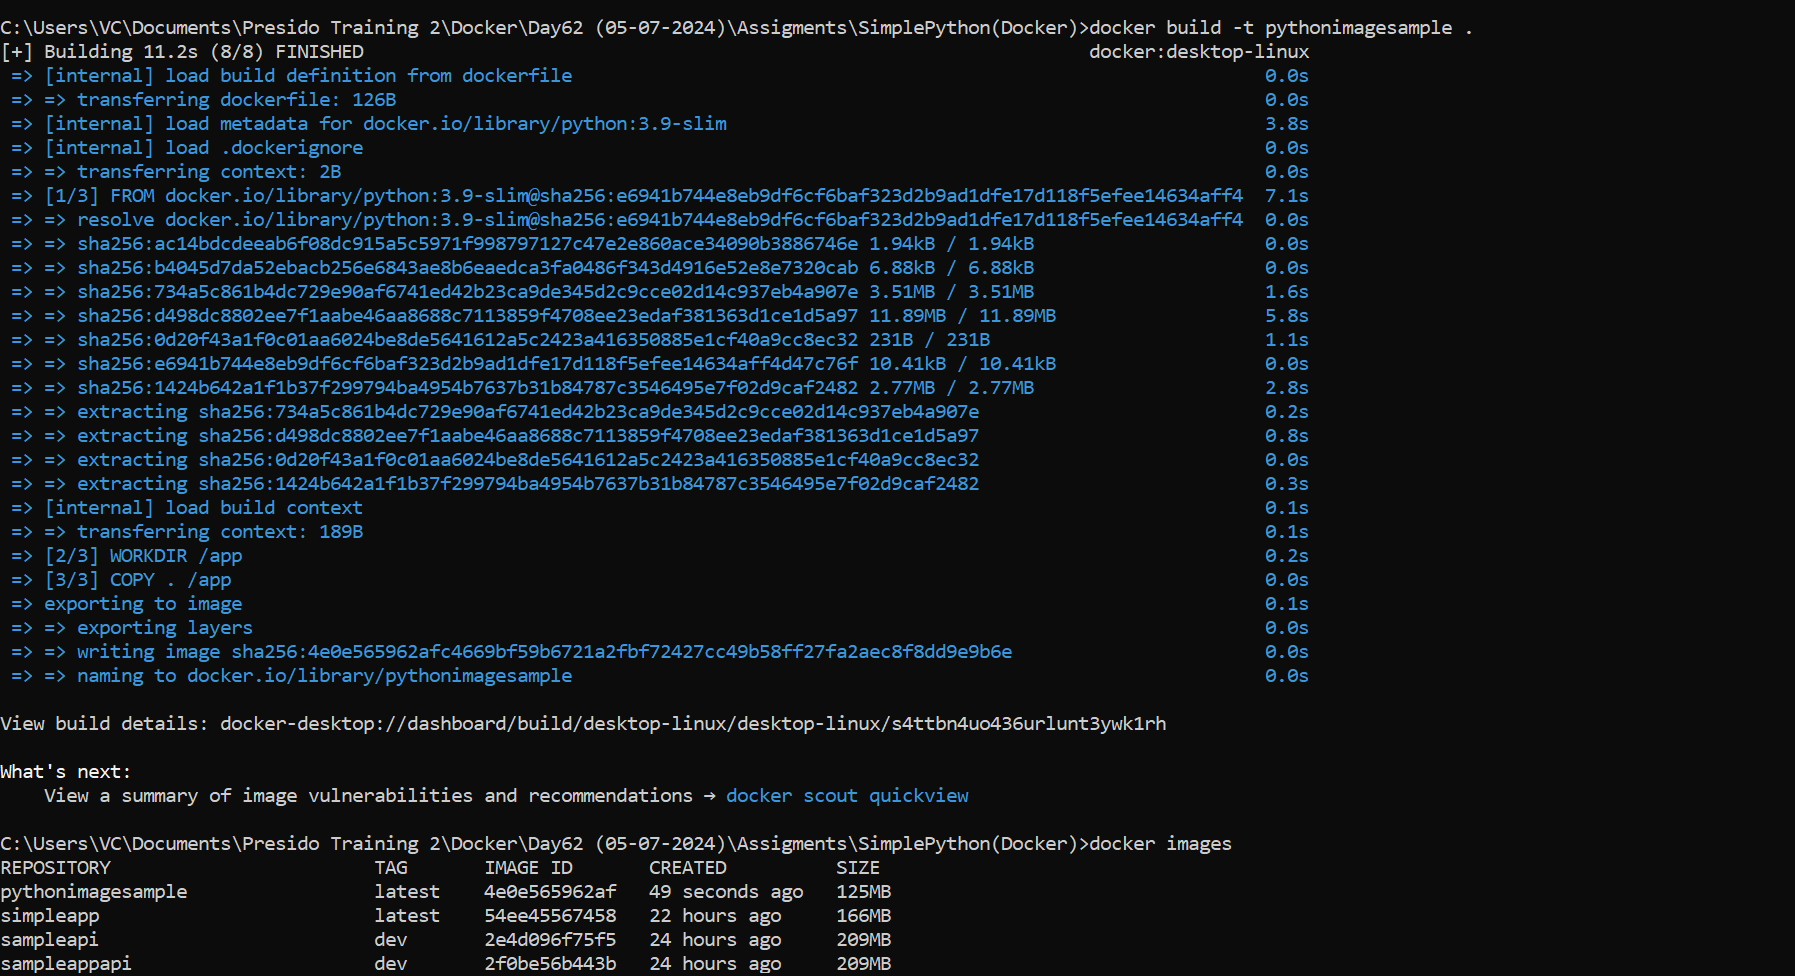 C:\Users\VC\Documents\Presido Training 2\Docker\Day62 (05-07-2024)\Assigments\SimplePython(Docker)>docker build -t pythonimagesample .
[+] Building 11.2s (8/8) FINISHED docker:desktop-linux
=> [internal] load build definition from dockerfile 0.0s
=> => transferring dockerfile: 126B 0.0s
=> [internal] load metadata for docker.io/library/python:3.9-slim 3.8s
=> [internal] load .dockerignore 0.0s
=> => transferring context: 2B 0.0s
=> [1/3] FROM docker.io/library/python:3.9-slim@sha256:e6941b744e8eb9df6cf6baf323d2b9ad1dfe17d118f5efee14634aff4 7.1s
=> => resolve docker.io/library/python:3.9-slim@sha256:e6941b744e8eb9df6cf6baf323d2b9ad1dfe17d118f5efee14634aff4 0.0s
=> => sha256:ac14bdcdeeab6f08dc915a5c5971f998797127c47e2e860ace34090b3886746e 1.94kB / 1.94kB 0.0s
=> => sha256:b4045d7da52ebacb256e6843ae8b6eaedca3fa0486f343d4916e52e8e7320cab 6.88kB / 6.88kB 0.0s
=> => sha256:734a5c861b4dc729e90af6741ed42b23ca9de345d2c9cce02d14c937eb4a907e 3.51MB / 3.51MB 1.6s
=> => sha256:d498dc8802ee7f1aabe46aa8688c7113859f4708ee23edaf381363d1ce1d5a97 11.89MB / 11.89MB 5.8s
=> => sha256:0d20f43a1f0c01aa6024be8de5641612a5c2423a416350885e1cf40a9cc8ec32 231B / 231B 1.1s
=> => sha256:e6941b744e8eb9df6cf6baf323d2b9ad1dfe17d118f5efee14634aff4d47c76f 10.41kB / 10.41kB 0.0s
=> => sha256:1424b642a1f1b37f299794ba4954b7637b31b84787c3546495e7f02d9caf2482 2.77MB / 2.77MB 2.8s
=> => extracting sha256:734a5c861b4dc729e90af6741ed42b23ca9de345d2c9cce02d14c937eb4a907e 0.2s
=> => extracting sha256:d498dc8802ee7f1aabe46aa8688c7113859f4708ee23edaf381363d1ce1d5a97 0.8s
=> => extracting sha256:0d20f43a1f0c01aa6024be8de5641612a5c2423a416350885e1cf40a9cc8ec32 0.0s
=> => extracting sha256:1424b642a1f1b37f299794ba4954b7637b31b84787c3546495e7f02d9caf2482 0.3s
=> [internal] load build context 0.1s
=> => transferring context: 189B 0.1s
=> [2/3] WORKDIR /app 0.2s
=> [3/3] COPY . /app 0.0s
=> exporting to image 0.1s
=> => exporting layers 0.0s
=> => writing image sha256:4e0e565962afc4669bf59b6721a2fbf72427cc49b58ff27fa2aec8f8dd9e9b6e 0.0s
=> => naming to docker.io/library/pythonimagesample 0.0s
View build details: docker-desktop://dashboard/build/desktop-linux/desktop-linux/s4ttbn4uo436urlunt3ywk1rh
What's next:
View a summary of image vulnerabilities and recommendations → docker scout quickview
C:\Users\VC\Documents\Presido Training 2\Docker\Day62 (05-07-2024)\Assigments\SimplePython(Docker)>docker images
REPOSITORY TAG IMAGE ID CREATED SIZE
pythonimagesample latest 4e0e565962af 49 seconds ago 125MB
simpleapp latest 54ee45567458 22 hours ago 166MB
sampleapi dev 2e4d096f75f5 24 hours ago 209MB
sampleappapi dev 2f0be56b443b 24 hours ago 209MB